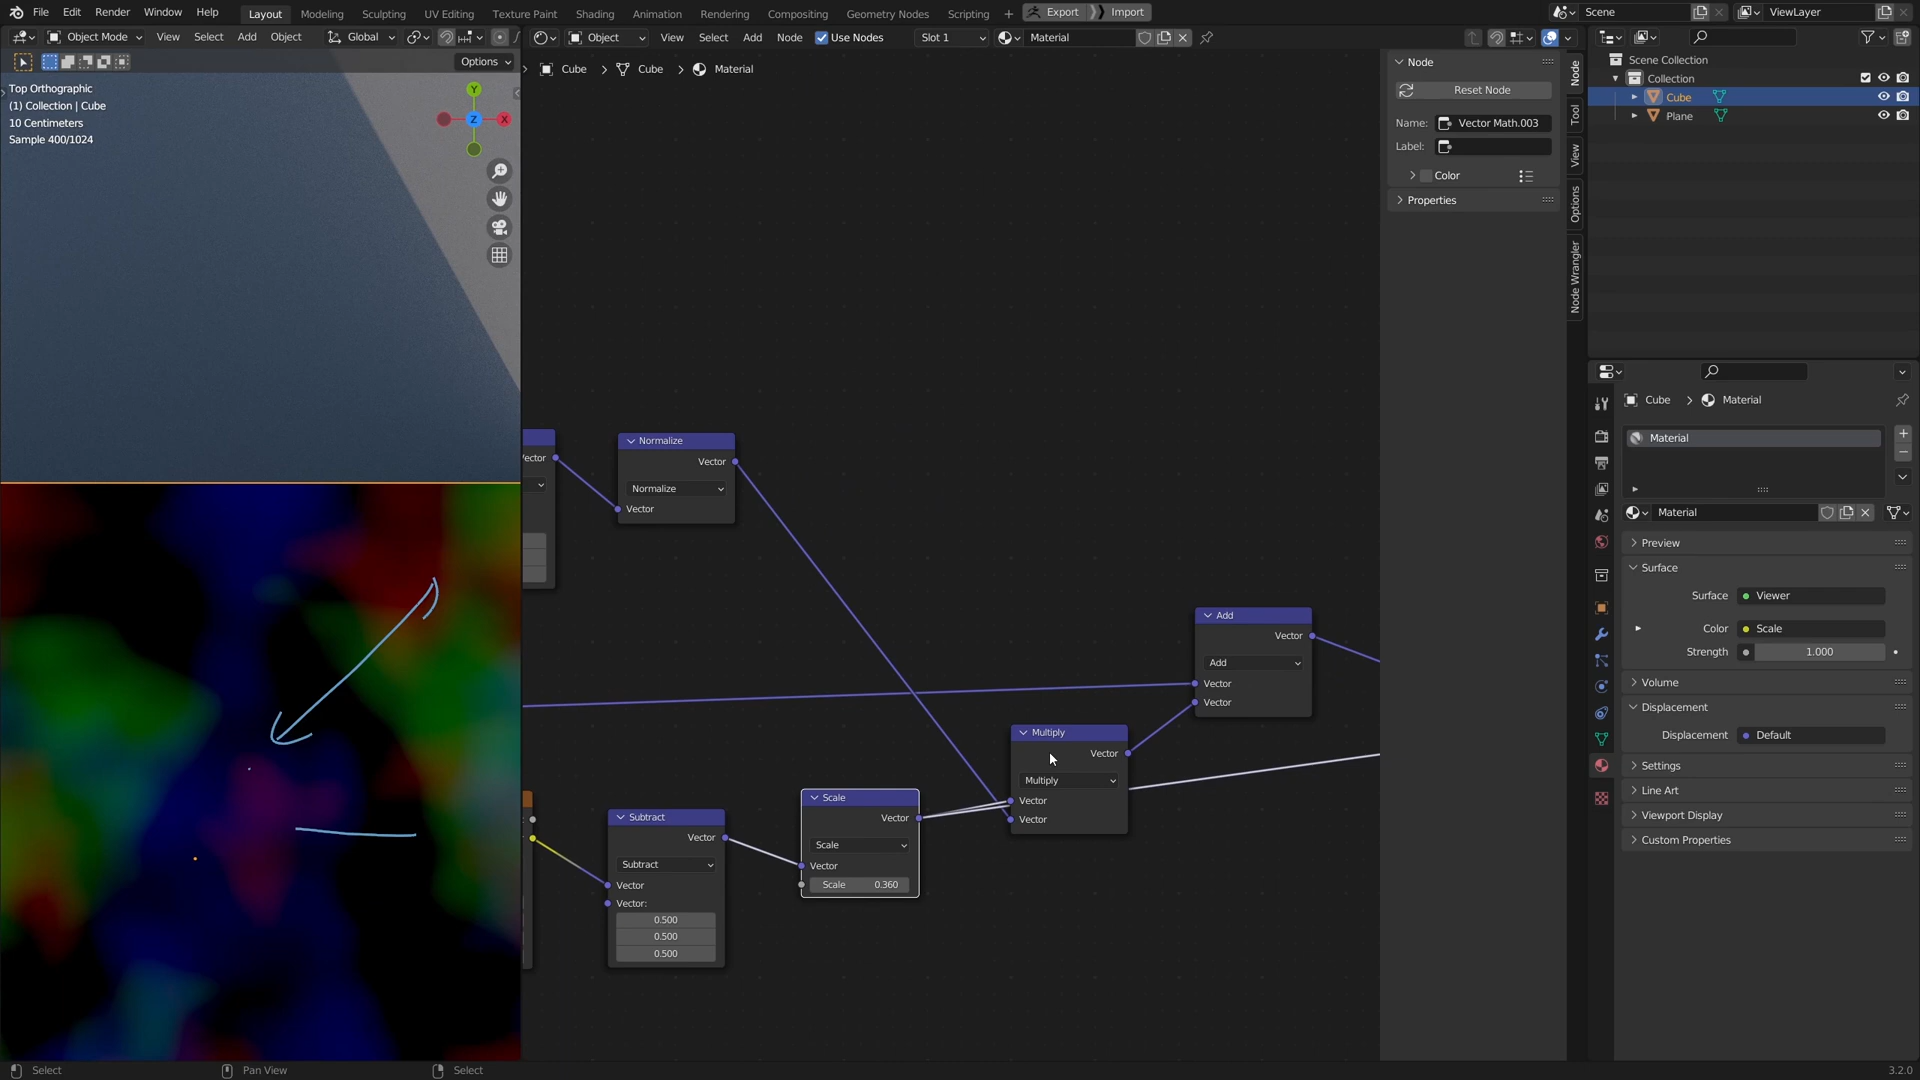 File Edit Render Window Help Layout Modeling Sculpting UV Editing Texture Paint Shading Animation Rendering Compositing Geometry Nodes Scripting + Export Import Scene ViewLayer
Object Mode View Select Add Object Global Object View Select Add Node Use Nodes Slot 1 Material
Options
Top Orthographic
(1) Collection | Cube
10 Centimeters
Sample 400/1024
Y
Z
X
Cube > Cube > Material
Node
Reset Node
Name: Vector Math.003
Label:
Color
Properties
Node
Tool
View
Options
Node Wrangler
Scene Collection
Collection
Cube
Plane
Vector
Normalize
Vector
Normalize
Vector
Add
Vector
Add
Vector
Vector
Multiply
Vector
Multiply
Vector
Vector
Scale
Vector
Scale
Vector
Scale 0.360
Subtract
Vector
Subtract
Vector
Vector:
0.500
0.500
0.500
Cube > Material
Material
Material
Preview
Surface
Surface Viewer
Color Scale
Strength 1.000
Volume
Displacement
Displacement Default
Settings
Line Art
Viewport Display
Custom Properties
Select Pan View Select 3.2.0